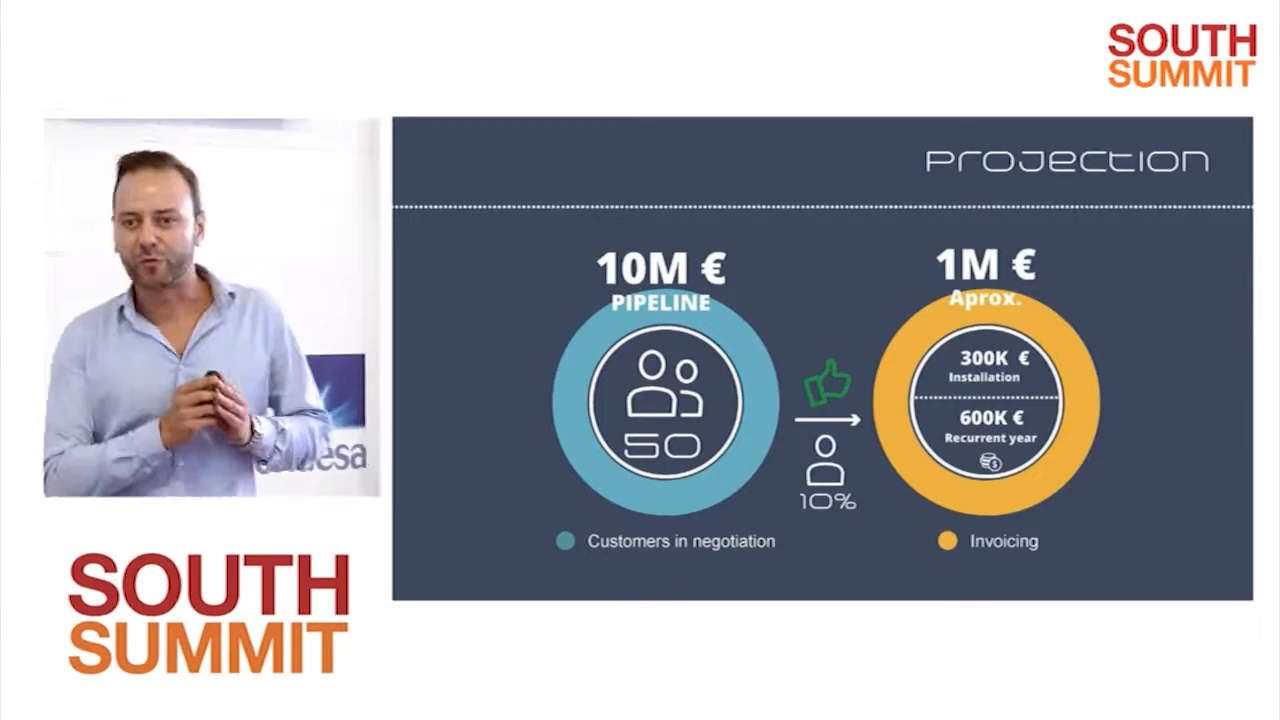 SOUTH
SUMMIT
PROJECTION
10M €
PIPELINE
50
Customers in negotiation
10%
1M €
Aprox.
300K €
Installation
600K €
Recurrent year
Invoicing
SOUTH
SUMMIT